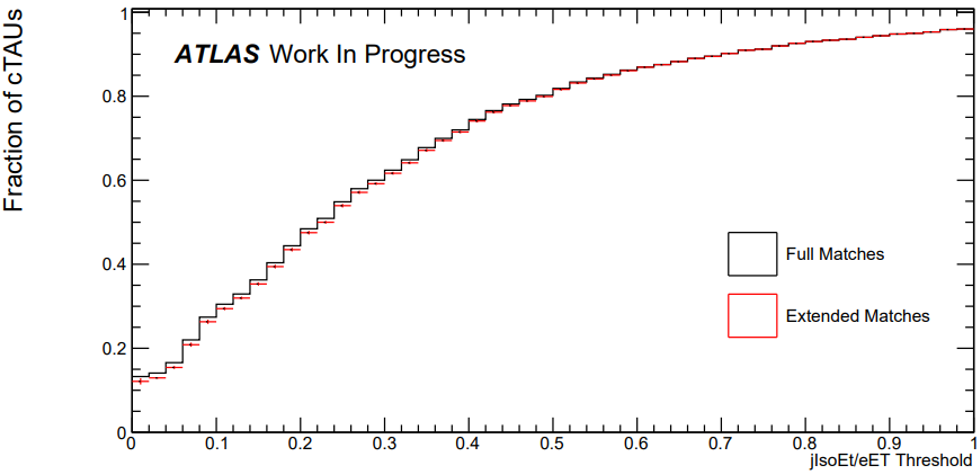 Fraction of cTAUs
ATLAS Work In Progress
1
0.8
0.6
0.4
0.2
0
Full Matches
Extended Matches
0 0.1 0.2 0.3 0.4 0.5 0.6 0.7 0.8 0.9 1
jIsoEt/eET Threshold